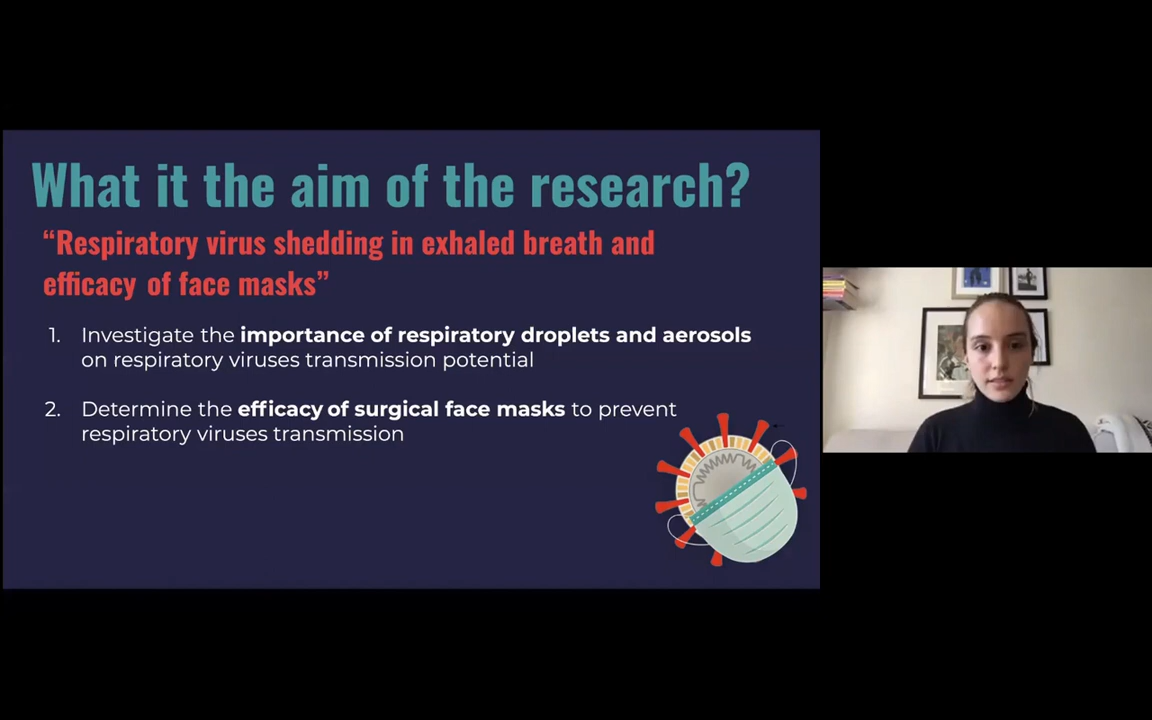 What it the aim of the research?
“Respiratory virus shedding in exhaled breath and
efficacy of face masks”
1. Investigate the importance of respiratory droplets and aerosols
on respiratory viruses transmission potential
2. Determine the efficacy of surgical face masks to prevent
respiratory viruses transmission